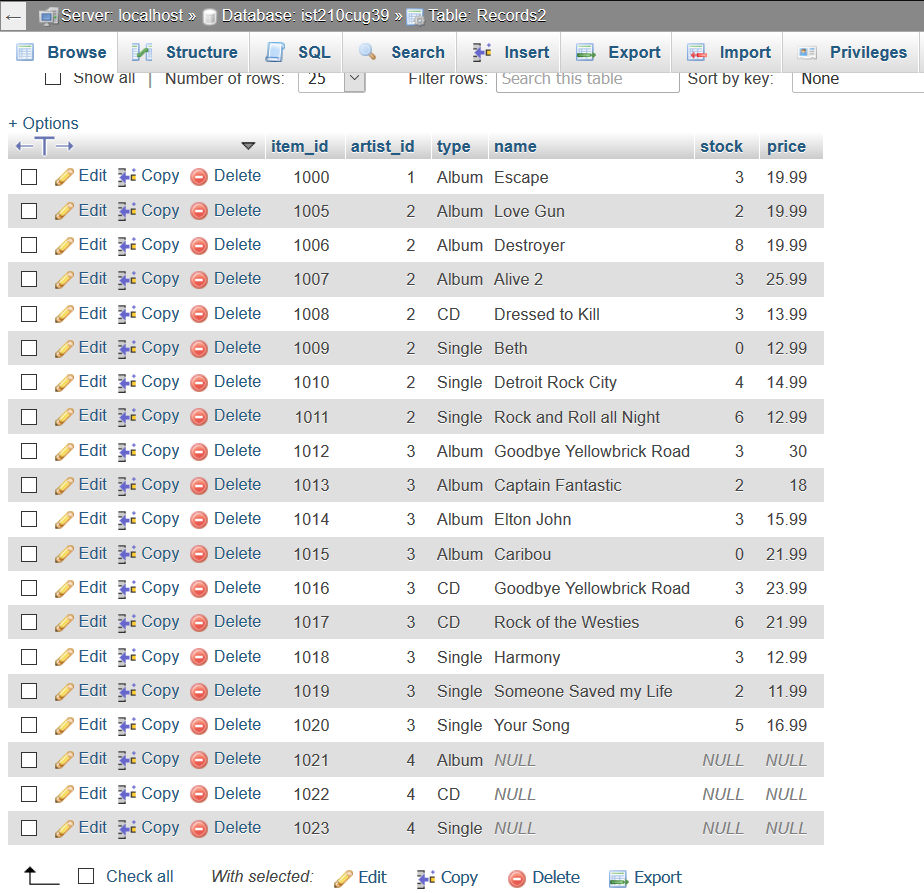 ← Server: localhost » Database: ist210cug39 » Table: Records2
Browse Structure SQL Search Insert Export Import Privileges
Show all | Number of rows: 25 Filter rows: Search this table Sort by key: None
+ Options
←T→ item_id artist_id type name stock price
Edit Copy Delete 1000 1 Album Escape 3 19.99
Edit Copy Delete 1005 2 Album Love Gun 2 19.99
Edit Copy Delete 1006 2 Album Destroyer 8 19.99
Edit Copy Delete 1007 2 Album Alive 2 3 25.99
Edit Copy Delete 1008 2 CD Dressed to Kill 3 13.99
Edit Copy Delete 1009 2 Single Beth 0 12.99
Edit Copy Delete 1010 2 Single Detroit Rock City 4 14.99
Edit Copy Delete 1011 2 Single Rock and Roll all Night 6 12.99
Edit Copy Delete 1012 3 Album Goodbye Yellowbrick Road 3 30
Edit Copy Delete 1013 3 Album Captain Fantastic 2 18
Edit Copy Delete 1014 3 Album Elton John 3 15.99
Edit Copy Delete 1015 3 Album Caribou 0 21.99
Edit Copy Delete 1016 3 CD Goodbye Yellowbrick Road 3 23.99
Edit Copy Delete 1017 3 CD Rock of the Westies 6 21.99
Edit Copy Delete 1018 3 Single Harmony 3 12.99
Edit Copy Delete 1019 3 Single Someone Saved my Life 2 11.99
Edit Copy Delete 1020 3 Single Your Song 5 16.99
Edit Copy Delete 1021 4 Album NULL NULL NULL
Edit Copy Delete 1022 4 CD NULL NULL NULL
Edit Copy Delete 1023 4 Single NULL NULL NULL
Check all With selected: Edit Copy Delete Export